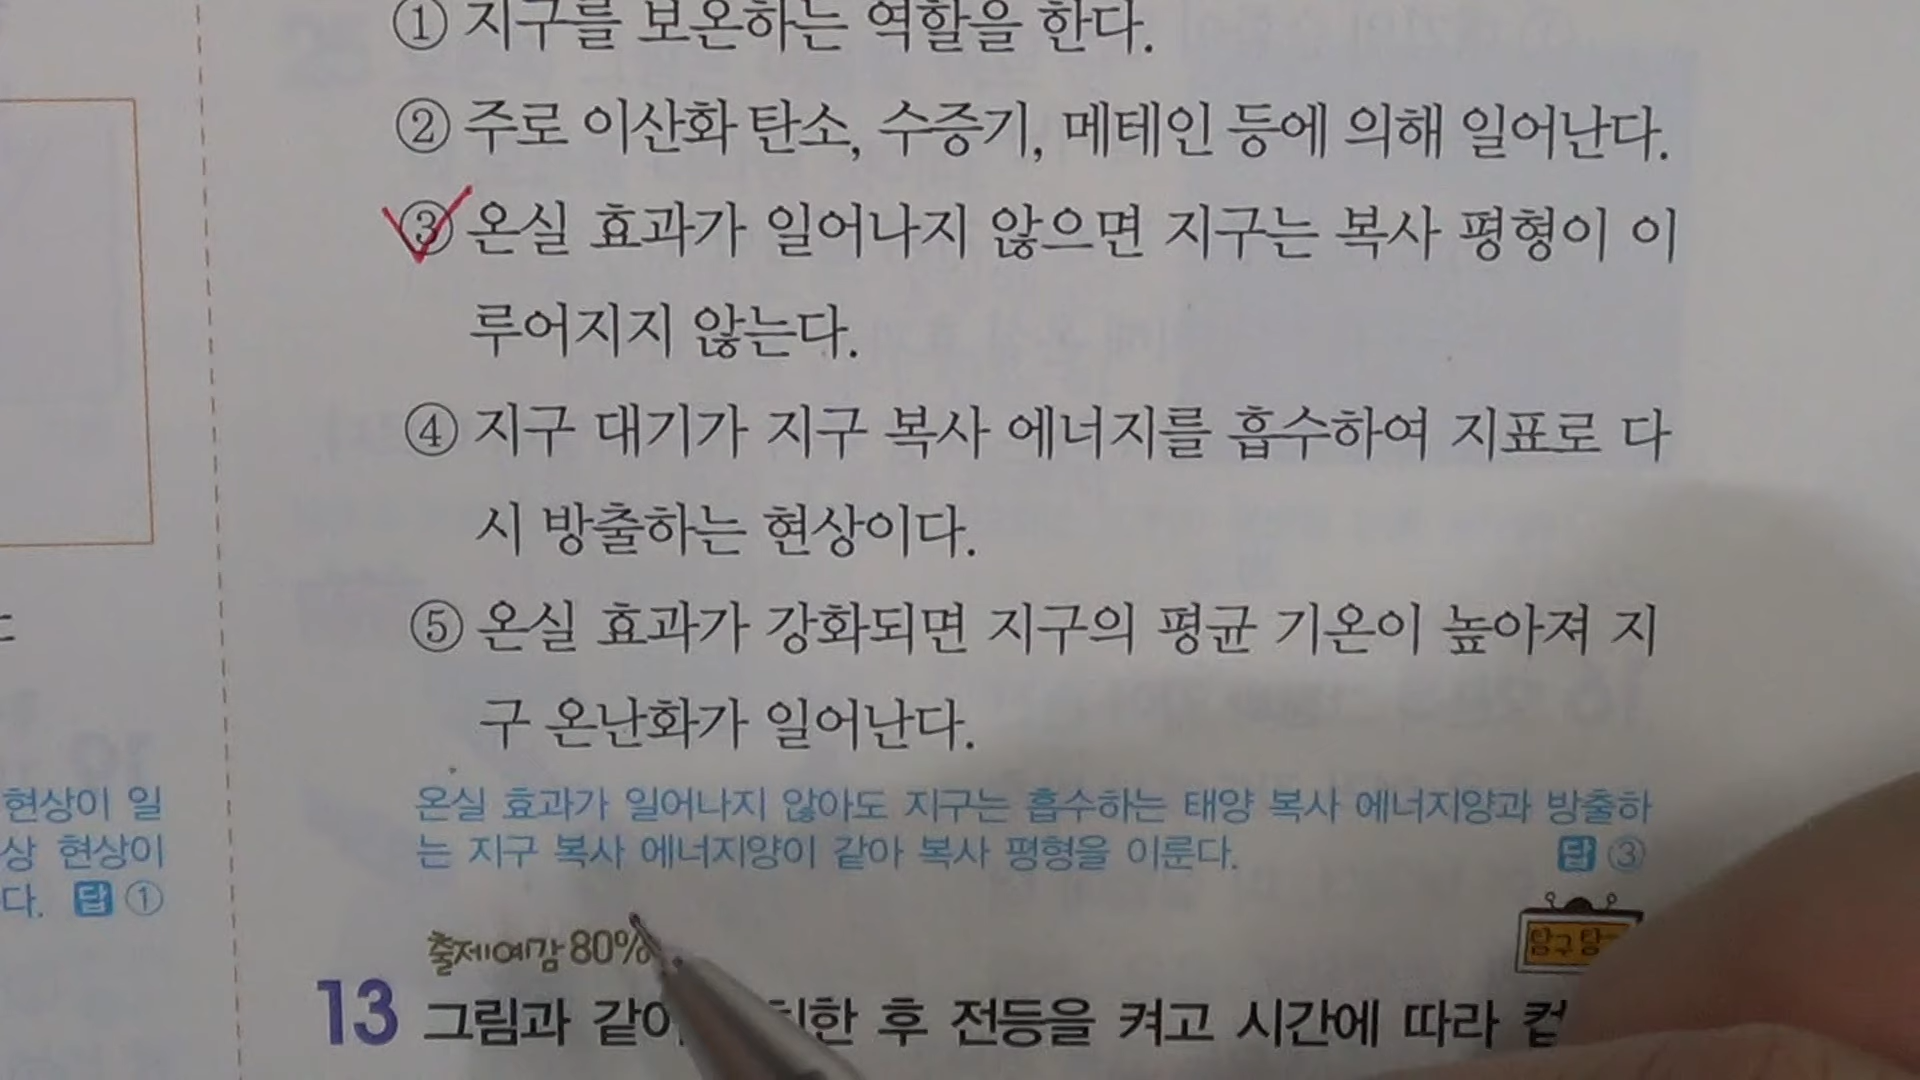 ① 지구를 보온하는 역할을 한다.
② 주로 이산화 탄소, 수증기, 메테인 등에 의해 일어난다.
③ 온실 효과가 일어나지 않으면 지구는 복사 평형이 이
루어지지 않는다.
④ 지구 대기가 지구 복사 에너지를 흡수하여 지표로 다
시 방출하는 현상이다.
⑤ 온실 효과가 강화되면 지구의 평균 기온이 높아져 지
구 온난화가 일어난다.
온실 효과가 일어나지 않아도 지구는 흡수하는 태양 복사 에너지양과 방출하
는 지구 복사 에너지양이 같아 복사 평형을 이룬다. 답 ③
현상이 일
상 현상이
다. 답 ①
출제예감 80%
탐구
13 그림과 같이 후 전등을 켜고 시간에 따라